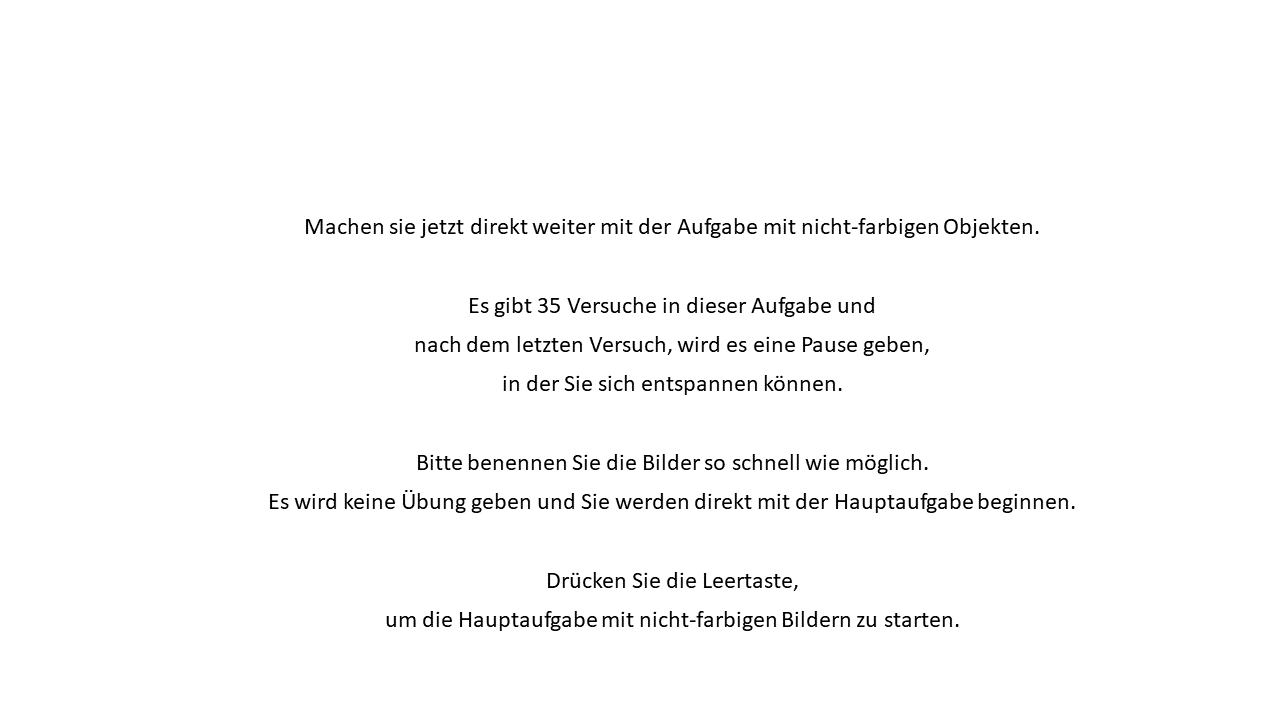 Machen sie jetzt direkt weiter mit der Aufgabe mit nicht-farbigen Objekten.
Es gibt 35 Versuche in dieser Aufgabe und
nach dem letzten Versuch, wird es eine Pause geben,
in der Sie sich entspannen können.
Bitte benennen Sie die Bilder so schnell wie möglich.
Es wird keine Übung geben und Sie werden direkt mit der Hauptaufgabe beginnen.
Drücken Sie die Leertaste,
um die Hauptaufgabe mit nicht-farbigen Bildern zu starten.